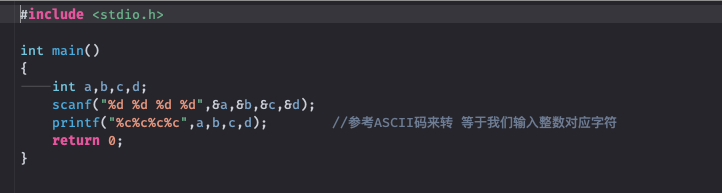 #include <stdio.h>
int main()
{
int a,b,c,d;
scanf("%d %d %d %d",&a,&b,&c,&d);
printf("%c%c%c%c",a,b,c,d); //参考ASCII码来转 等于我们输入整数对应字符
return 0;
}